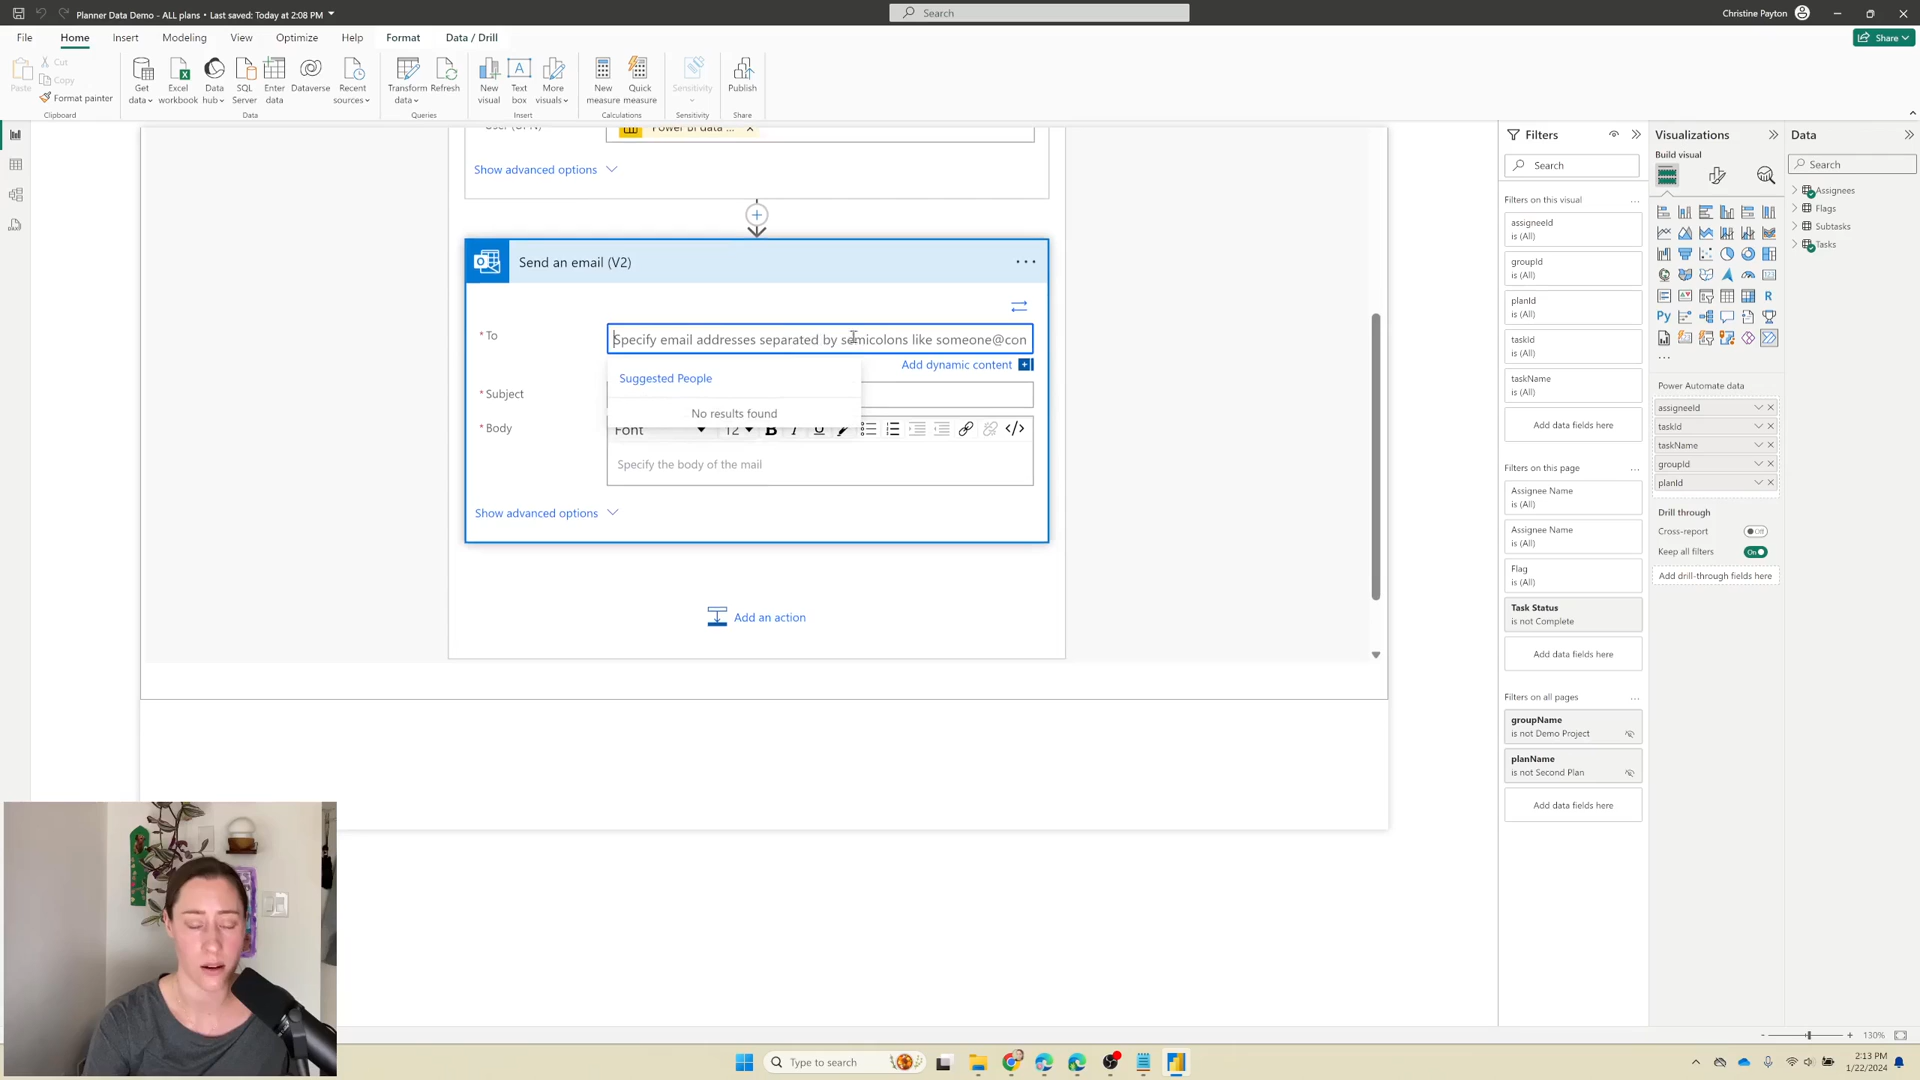 Planner Data Demo - ALL plans • Last saved: Today at 2:08 PM
Search
Christine Payton
File
Home
Insert
Modeling
View
Optimize
Help
Format
Data / Drill
Share
Paste
Cut
Copy
Format painter
Get data
Excel workbook
Data hub
SQL Server
Enter data
Dataverse
Recent sources
Transform data
Refresh
New visual
Text box
More visuals
New measure
Quick measure
Sensitivity
Publish
Clipboard
Data
Queries
Insert
Calculations
Sensitivity
Share
User (UPN)
Power BI data ...
Show advanced options
Send an email (V2)
* To
Specify email addresses separated by semicolons like someone@con
Add dynamic content
Suggested People
No results found
* Subject
* Body
Font
12
B
Specify the body of the mail
Show advanced options
Add an action
Filters
Search
Filters on this visual
assigneeId
is (All)
groupId
is (All)
planId
is (All)
taskId
is (All)
taskName
is (All)
Add data fields here
Filters on this page
Assignee Name
is (All)
Assignee Name
is (All)
Flag
is (All)
Task Status
is not Complete
Add data fields here
Filters on all pages
groupName
is not Demo Project
planName
is not Second Plan
Add data fields here
Visualizations
Build visual
R
Py
Power Automate data
assigneeId
taskId
taskName
groupId
planId
Drill through
Cross-report
Off
Keep all filters
On
Add drill-through fields here
Data
Search
Assignees
Flags
Subtasks
Tasks
130%
Type to search
2:13 PM
1/22/2024